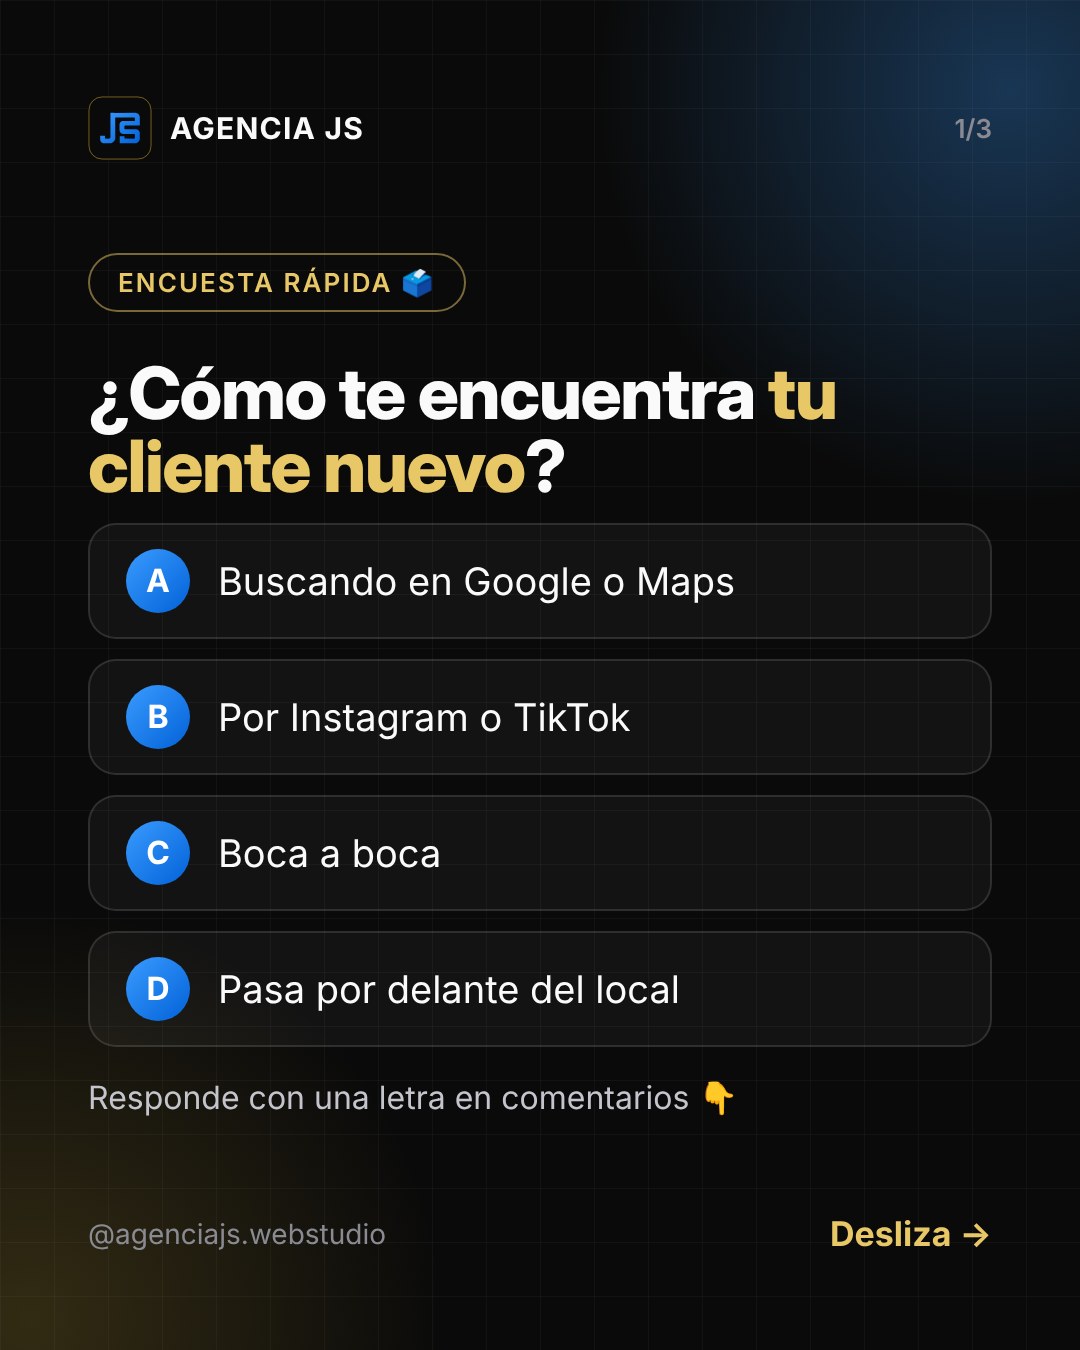 JS AGENCIA JS
1/3
ENCUESTA RÁPIDA 🗳️
¿Cómo te encuentra tu
cliente nuevo?
A Buscando en Google o Maps
B Por Instagram o TikTok
C Boca a boca
D Pasa por delante del local
Responde con una letra en comentarios 👇
@agenciajs.webstudio
Desliza →